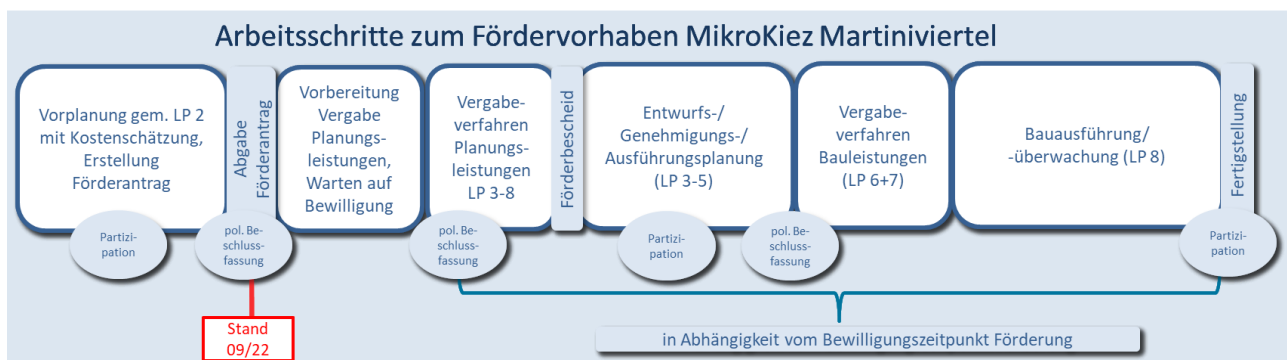 Arbeitsschritte zum Fördervorhaben MikroKiez Martiniviertel
Vorplanung gem. LP 2
mit Kostenschätzung,
Erstellung
Förderantrag
Abgabe
Förderantrag
Vorbereitung
Vergabe
Planungs-
leistungen,
Warten auf
Bewilligung
Vergabe-
verfahren
Planungs-
leistungen
LP 3-8
Förderbescheid
Entwurfs-/
Genehmigungs-/
Ausführungsplanung
(LP 3-5)
Vergabe-
verfahren
Bauleistungen
(LP 6+7)
Bauausführung/
-überwachung (LP 8)
Fertigstellung
Partizi-
pation
pol. Be-
schluss-
fassung
pol. Be-
schluss-
fassung
Partizi-
pation
pol. Be-
schluss-
fassung
Partizi-
pation
Stand
09/22
in Abhängigkeit vom Bewilligungszeitpunkt Förderung